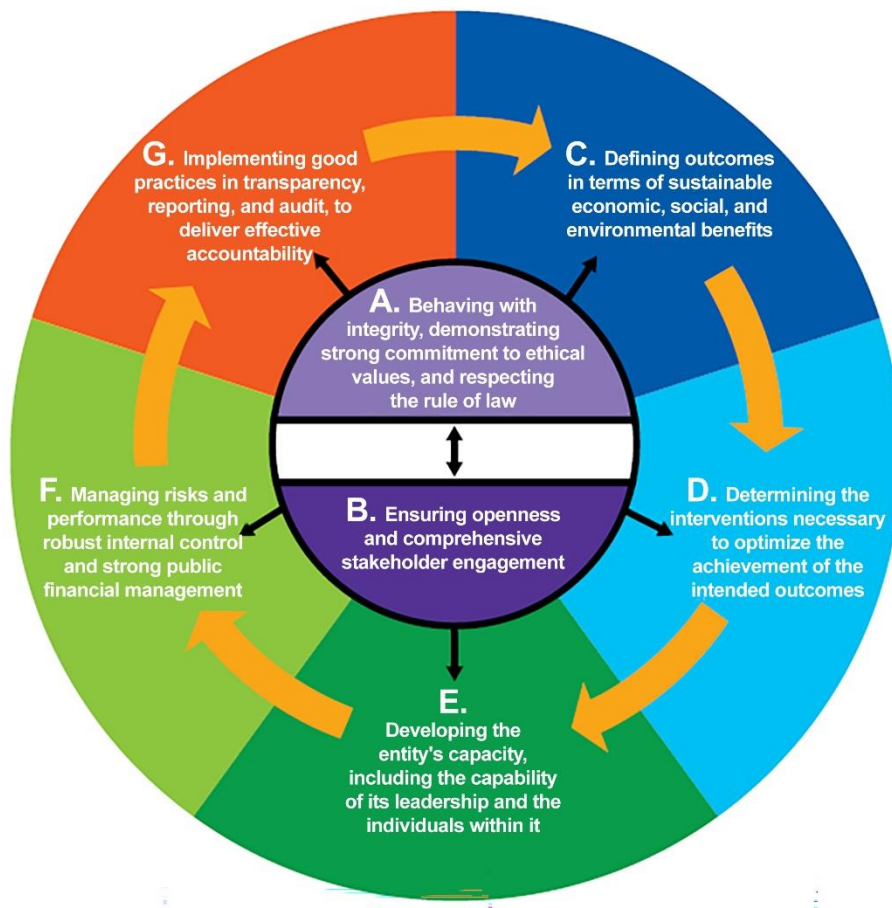 A. Behaving with
integrity, demonstrating
strong commitment to ethical
values, and respecting
the rule of law
B. Ensuring openness
and comprehensive
stakeholder engagement
C. Defining outcomes
in terms of sustainable
economic, social, and
environmental benefits
D. Determining the
interventions necessary
to optimize the
achievement of the
intended outcomes
E.
Developing the
entity's capacity,
including the capability
of its leadership and the
individuals within it
F. Managing risks and
performance through
robust internal control
and strong public
financial management
G. Implementing good
practices in transparency,
reporting, and audit, to
deliver effective
accountability